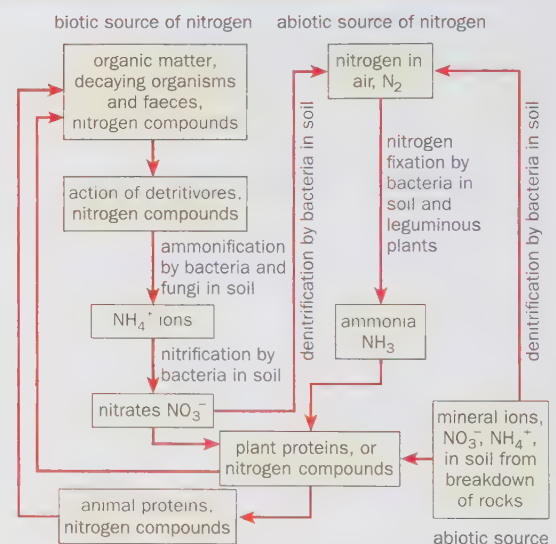 biotic source of nitrogen
abiotic source of nitrogen
organic matter,
decaying organisms
and faeces,
nitrogen compounds
nitrogen in
air, N₂
action of detritivores,
nitrogen compounds
denitrification by bacteria in soil
nitrogen
fixation by
bacteria in
soil and
leguminous
plants
denitrification by bacteria in soil
ammonification
by bacteria and
fungi in soil
NH₄⁺ ions
ammonia
NH₃
nitrification by
bacteria in soil
nitrates NO₃⁻
plant proteins, or
nitrogen compounds
mineral ions,
NO₃⁻, NH₄⁺,
in soil from
breakdown
of rocks
animal proteins,
nitrogen compounds
abiotic source